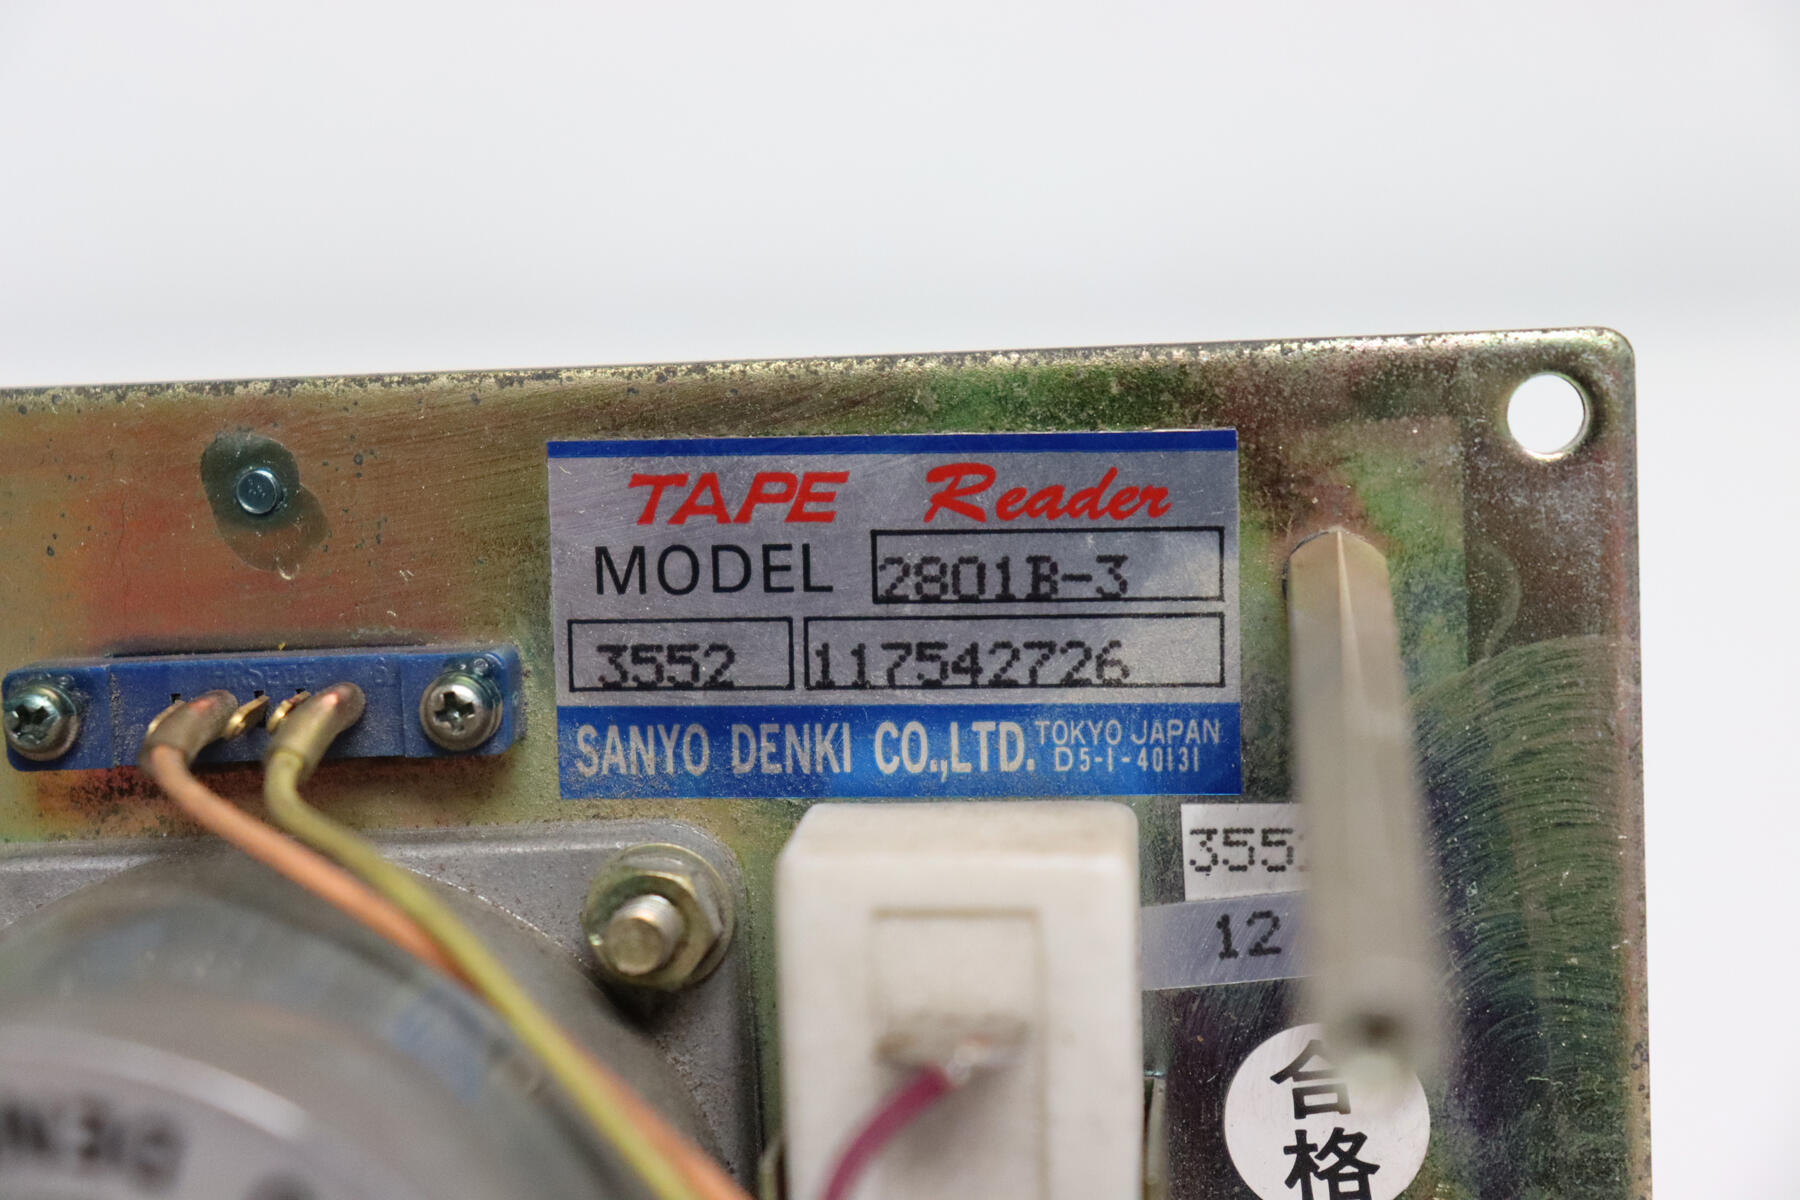 TAPE Reader
MODEL 2801B-3
3552 117542726
SANYO DENKI CO.,LTD. TOKYO JAPAN
D5-1-40131
355
12
合
格